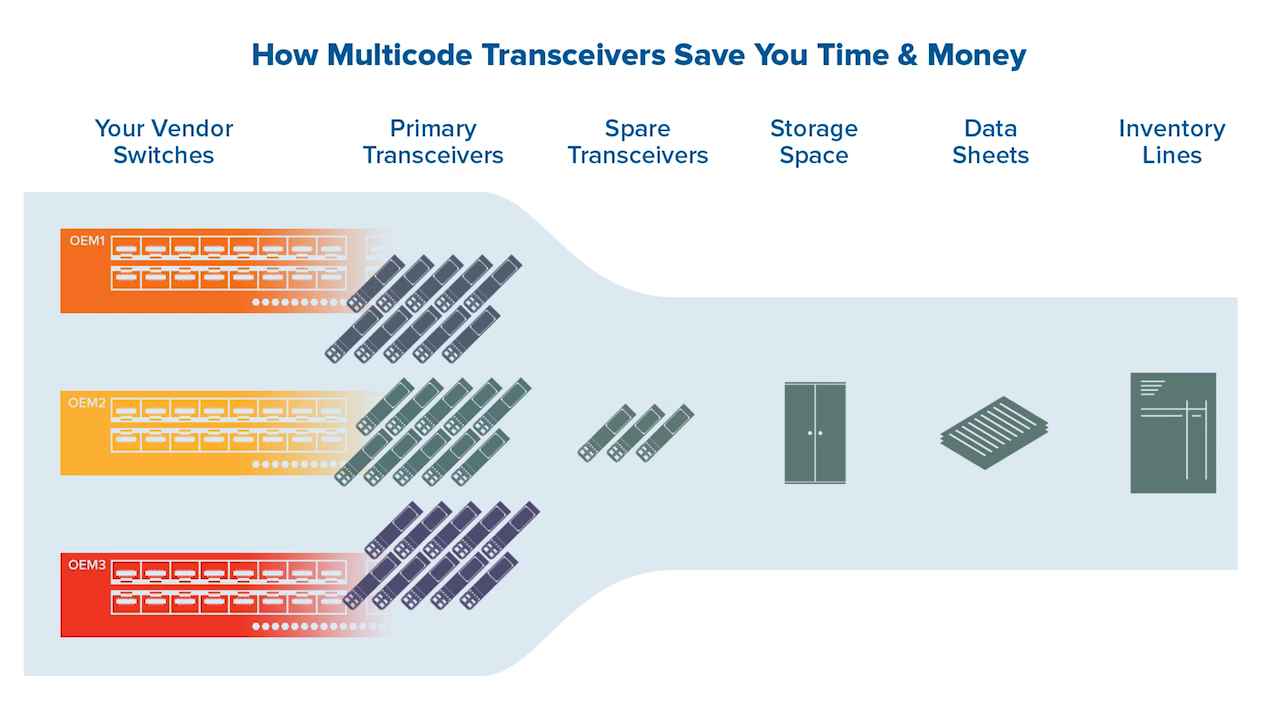 How Multicode Transceivers Save You Time & Money
Your Vendor
Switches
Primary
Transceivers
Spare
Transceivers
Storage
Space
Data
Sheets
Inventory
Lines
OEM1
OEM2
OEM3